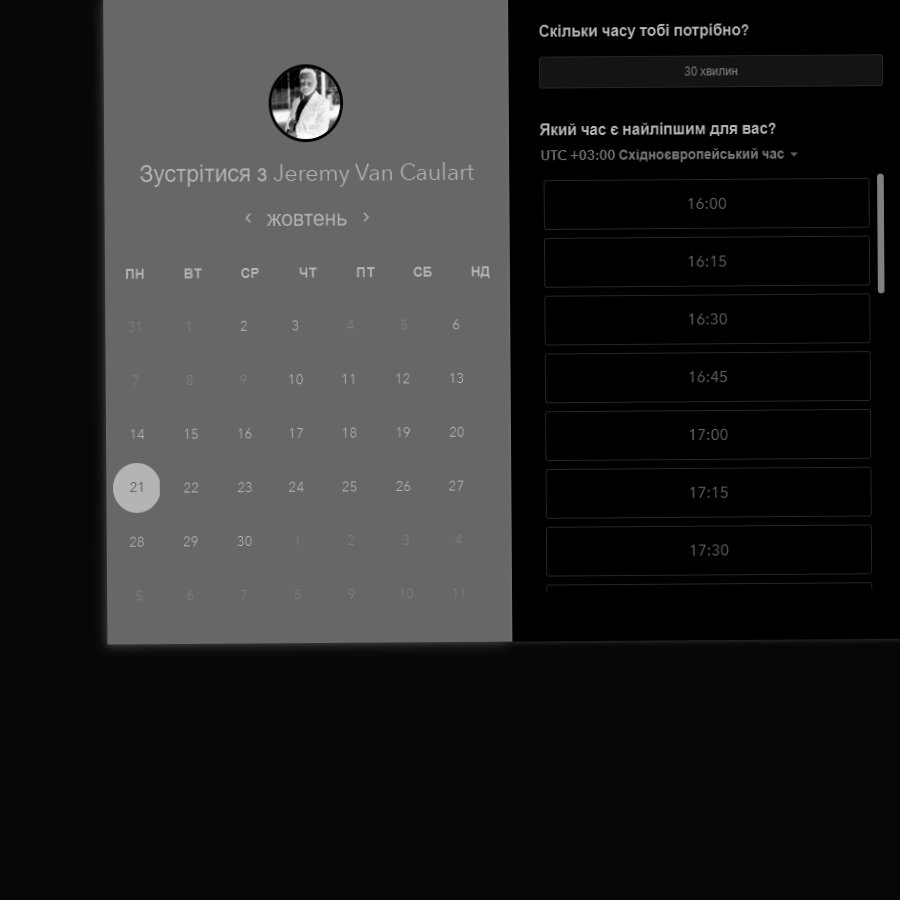 Зустрітися з Jeremy Van Caulart
жовтень
ПН ВТ СР ЧТ ПТ СБ НД
31 1 2 3 4 5 6
7 8 9 10 11 12 13
14 15 16 17 18 19 20
21 22 23 24 25 26 27
28 29 30 1 2 3 4
5 6 7 8 9 10 11
Скільки часу тобі потрібно?
30 хвилин
Який час є найліпшим для вас?
UTC +03:00 Східноєвропейський час
16:00
16:15
16:30
16:45
17:00
17:15
17:30